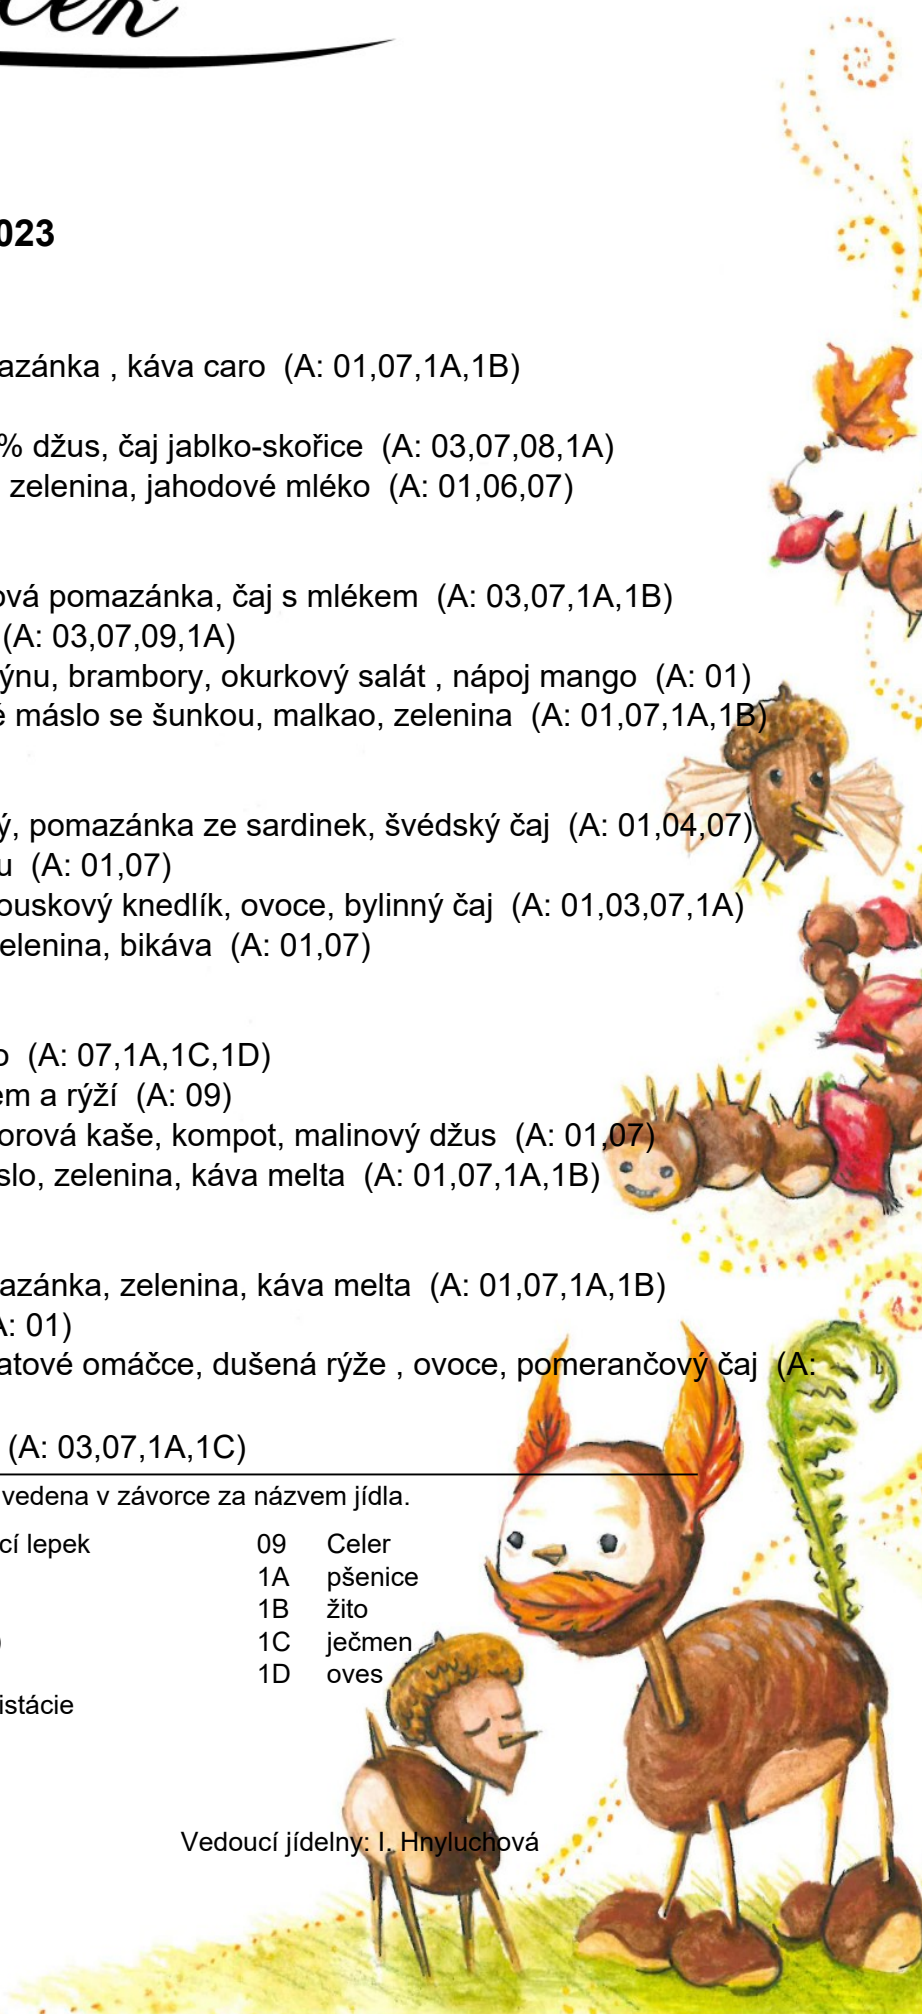 023
azánka , káva caro (A: 01,07,1A,1B)
% džus, čaj jablko-skořice (A: 03,07,08,1A)
zelenina, jahodové mléko (A: 01,06,07)
ová pomazánka, čaj s mlékem (A: 03,07,1A,1B)
(A: 03,07,09,1A)
ýnu, brambory, okurkový salát , nápoj mango (A: 01)
é máslo se šunkou, malkao, zelenina (A: 01,07,1A,1B)
ý, pomazánka ze sardinek, švédský čaj (A: 01,04,07)
u (A: 01,07)
ouskový knedlík, ovoce, bylinný čaj (A: 01,03,07,1A)
elenina, bikáva (A: 01,07)
o (A: 07,1A,1C,1D)
em a rýží (A: 09)
orová kaše, kompot, malinový džus (A: 01,07)
slo, zelenina, káva melta (A: 01,07,1A,1B)
azánka, zelenina, káva melta (A: 01,07,1A,1B)
A: 01)
atové omáčce, dušená rýže , ovoce, pomerančový čaj (A:
(A: 03,07,1A,1C)
vedena v závorce za názvem jídla.
cí lepek 09 Celer
1A pšenice
1B žito
) 1C ječmen
1D oves
istácie
Vedoucí jídelny: I. Hnyluchová